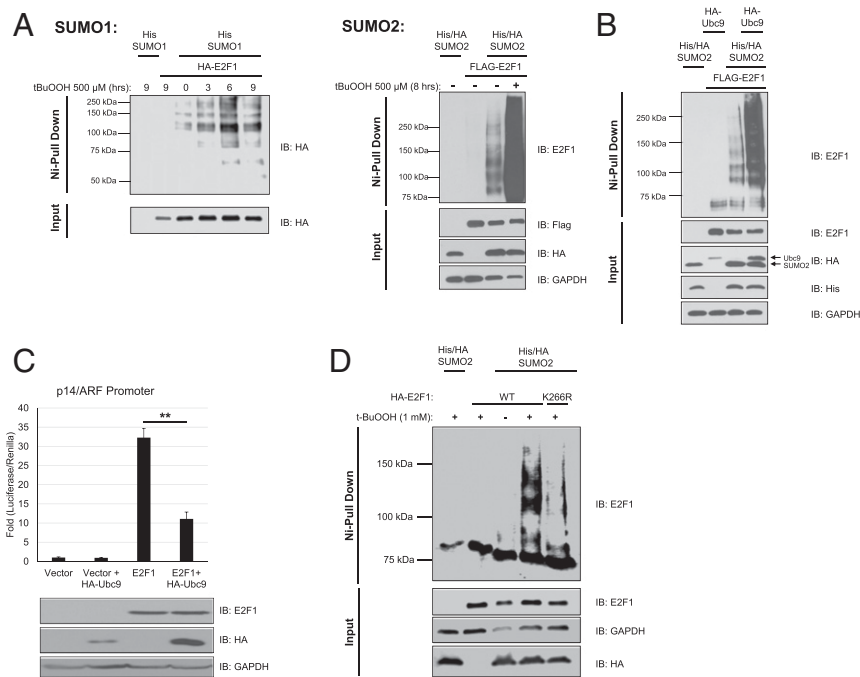 A
SUMO1:
His
SUMO1
His
SUMO1
HA-E2F1
tBuOOH 500 µM (hrs): 9 9 0 3 6 9
Ni-Pull Down
250 kDa
150 kDa
100 kDa
75 kDa
50 kDa
IB: HA
Input
IB: HA
SUMO2:
His/HA
SUMO2
His/HA
SUMO2
FLAG-E2F1
tBuOOH 500 µM (8 hrs): - - - +
Ni-Pull Down
250 kDa
150 kDa
100 kDa
75 kDa
IB: E2F1
Input
IB: Flag
IB: HA
IB: GAPDH
B
HA-
Ubc9
HA-
Ubc9
His/HA
SUMO2
His/HA
SUMO2
FLAG-E2F1
Ni-Pull Down
250 kDa
150 kDa
100 kDa
75 kDa
IB: E2F1
Input
IB: E2F1
IB: HA
Ubc9
SUMO2
IB: His
IB: GAPDH
C
p14/ARF Promoter
Fold (Luciferase/Renilla)
40
35
30
25
20
15
10
5
0
**
Vector
Vector +
HA-Ubc9
E2F1
E2F1+
HA-Ubc9
IB: E2F1
IB: HA
IB: GAPDH
D
His/HA
SUMO2
His/HA
SUMO2
HA-E2F1: WT K266R
t-BuOOH (1 mM): + + - + +
Ni-Pull Down
150 kDa
100 kDa
75 kDa
IB: E2F1
Input
IB: E2F1
IB: GAPDH
IB: HA